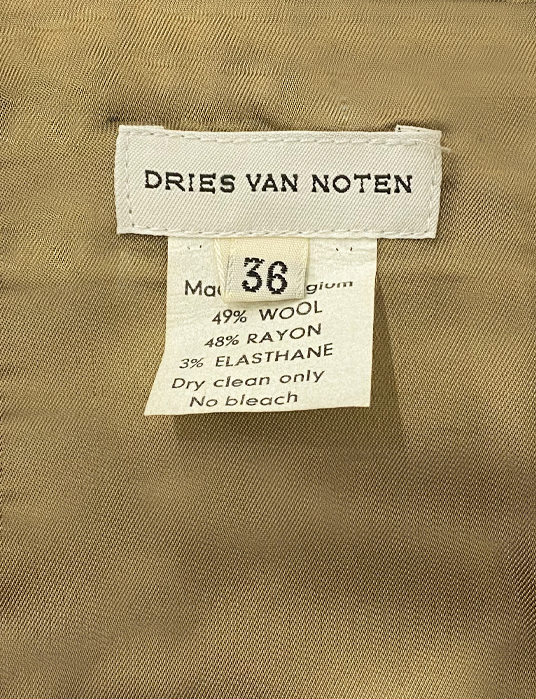 DRIES VAN NOTEN
36
49% WOOL
48% RAYON
3% ELASTHANE
Dry clean only
No bleach